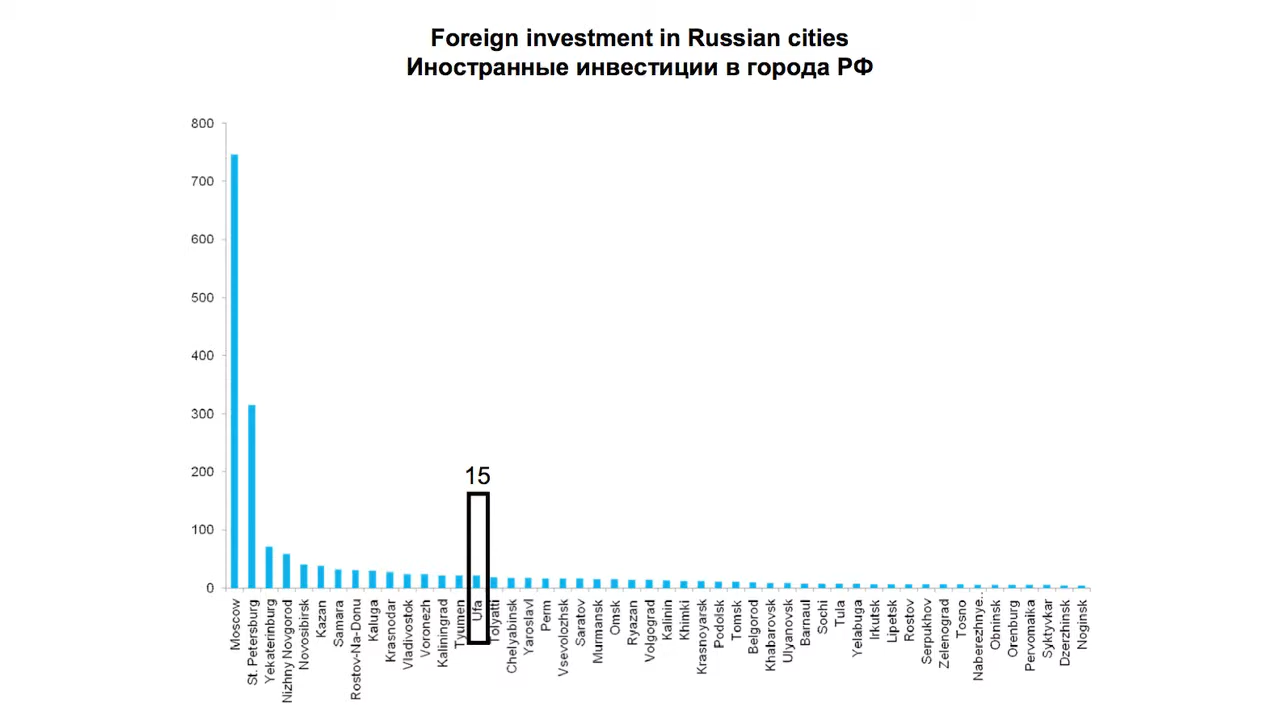 Foreign investment in Russian cities
Иностранные инвестиции в города РФ
800
700
600
500
400
300
200
100
0
15
Moscow
St. Petersburg
Yekaterinburg
Nizhny Novgorod
Novosibirsk
Kazan
Samara
Rostov-Na-Donu
Kaluga
Krasnodar
Vladivostok
Voronezh
Kaliningrad
Tyumen
Ufa
Tolyatti
Chelyabinsk
Yaroslavl
Perm
Vsevolozhsk
Saratov
Murmansk
Omsk
Ryazan
Volgograd
Kalinin
Khimki
Krasnoyarsk
Podolsk
Tomsk
Belgorod
Khabarovsk
Ulyanovsk
Barnaul
Sochi
Tula
Yelabuga
Irkutsk
Lipetsk
Rostov
Serpukhov
Zelenograd
Tosno
Naberezhnye...
Obninsk
Orenburg
Pervomaika
Syktyvkar
Dzerzhinsk
Noginsk